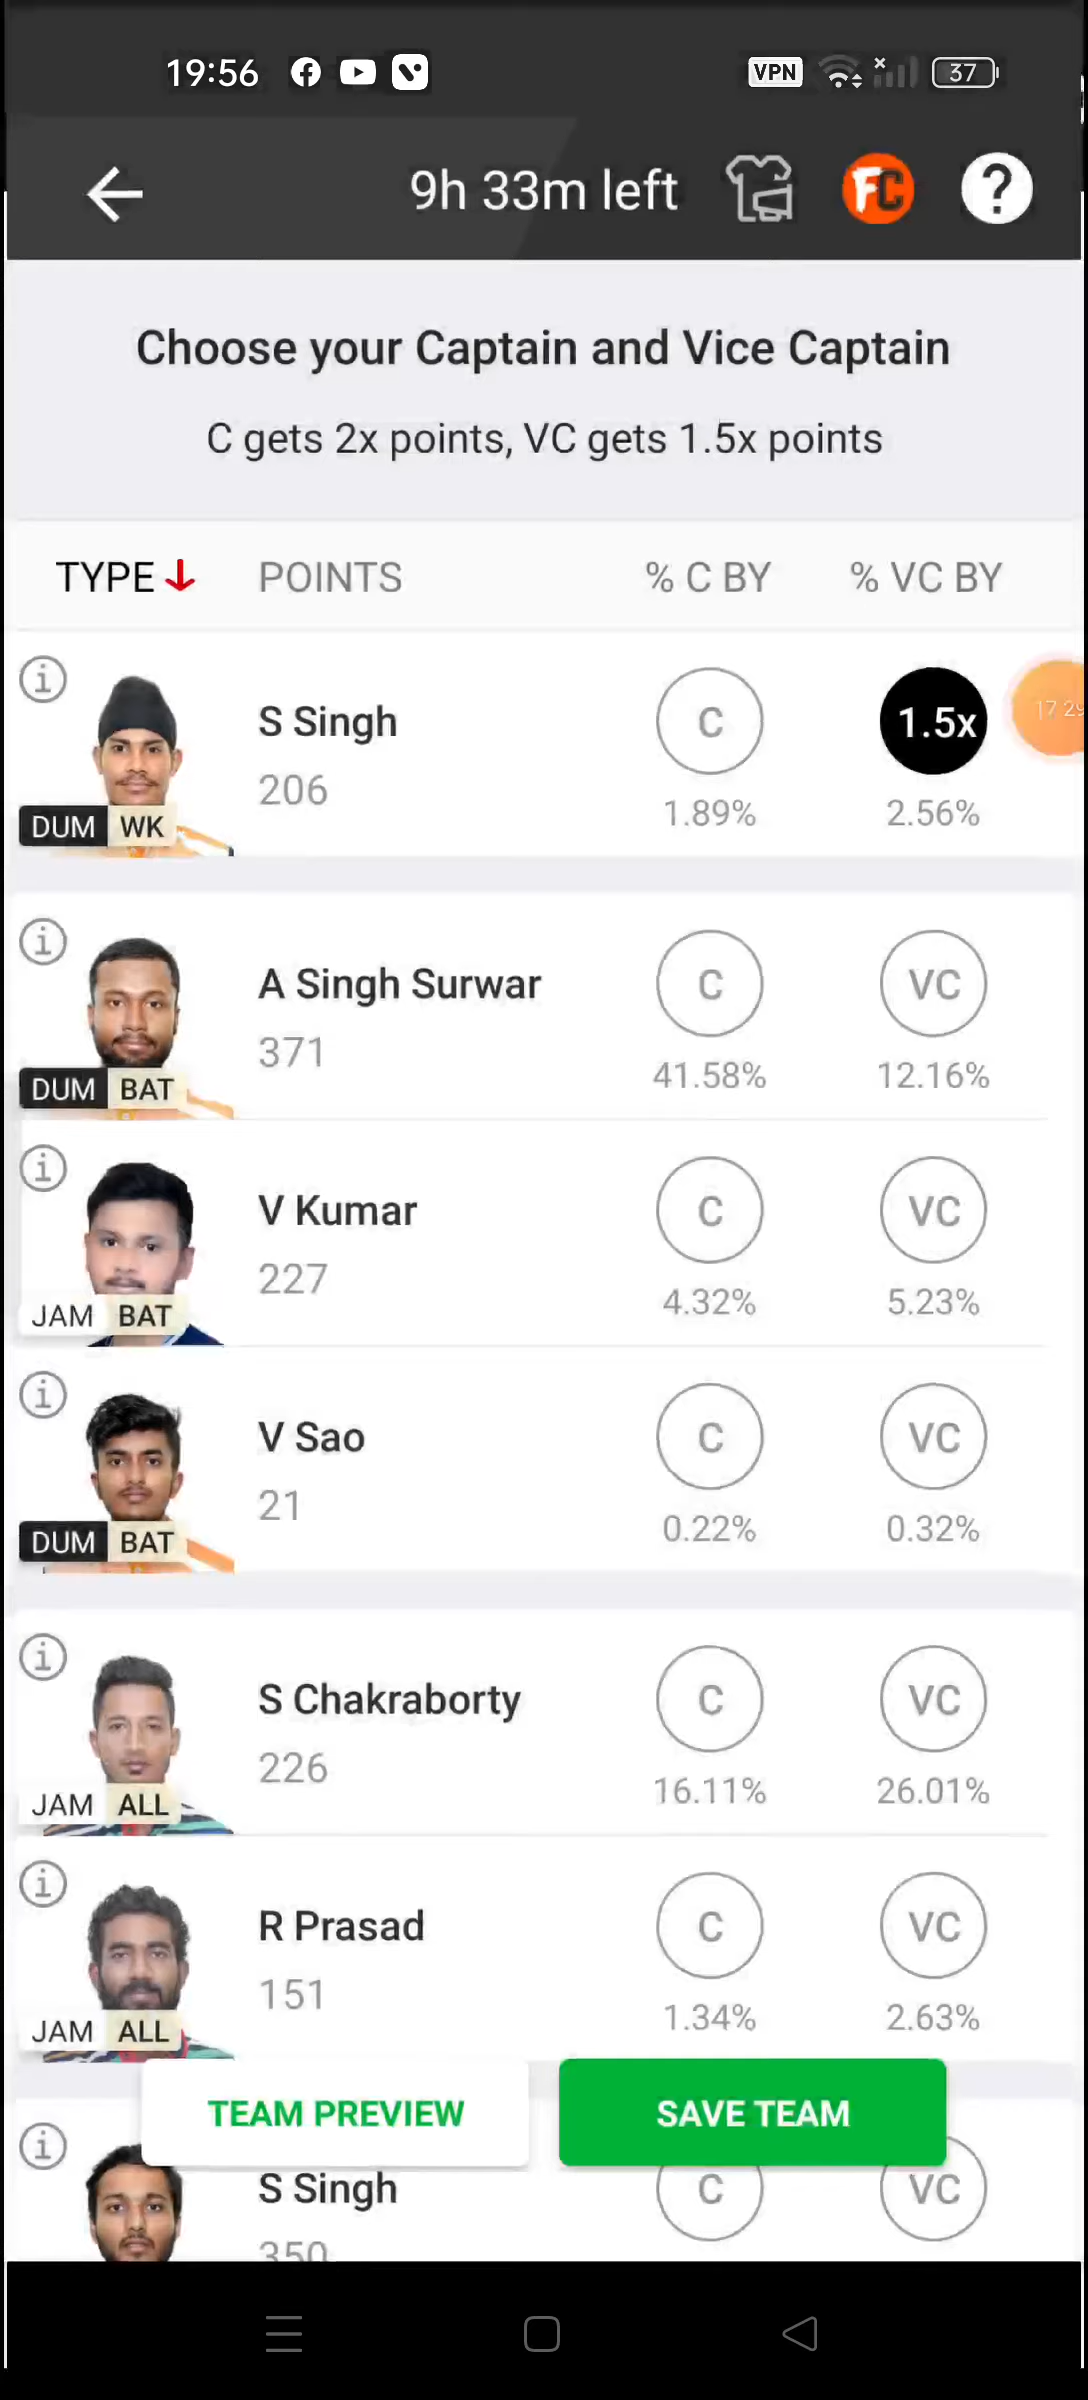 19:56 VPN 37
9h 33m left FC ?
Choose your Captain and Vice Captain
C gets 2x points, VC gets 1.5x points
TYPE POINTS % C BY % VC BY
S Singh C 1.5x 17 29
206 1.89% 2.56%
DUM WK
A Singh Surwar C VC
371 41.58% 12.16%
DUM BAT
V Kumar C VC
227 4.32% 5.23%
JAM BAT
V Sao C VC
21 0.22% 0.32%
DUM BAT
S Chakraborty C VC
226 16.11% 26.01%
JAM ALL
R Prasad C VC
151 1.34% 2.63%
JAM ALL
TEAM PREVIEW SAVE TEAM
S Singh C VC
350